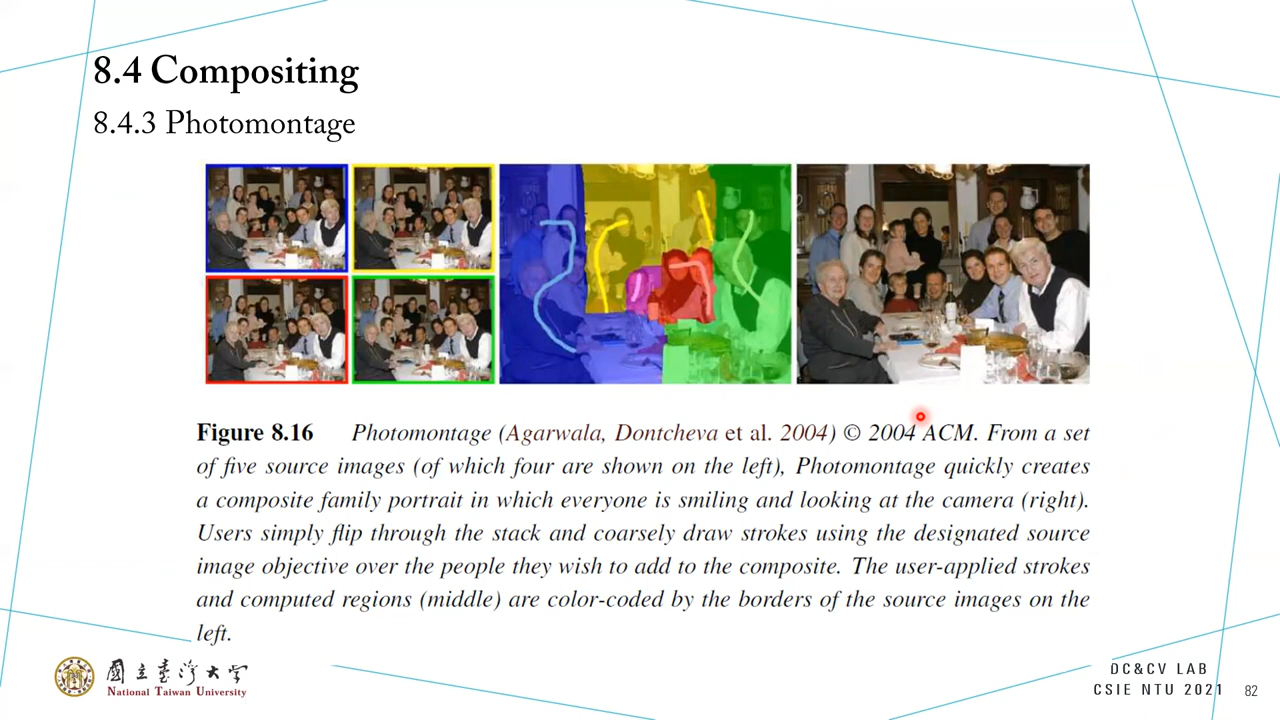 8.4 Compositing
8.4.3 Photomontage
Figure 8.16 Photomontage (Agarwala, Dontcheva et al. 2004) © 2004 ACM. From a set
of five source images (of which four are shown on the left), Photomontage quickly creates
a composite family portrait in which everyone is smiling and looking at the camera (right).
Users simply flip through the stack and coarsely draw strokes using the designated source
image objective over the people they wish to add to the composite. The user-applied strokes
and computed regions (middle) are color-coded by the borders of the source images on the
left.
國立臺灣大學
National Taiwan University
DC&CV LAB
CSIE NTU 2021
82